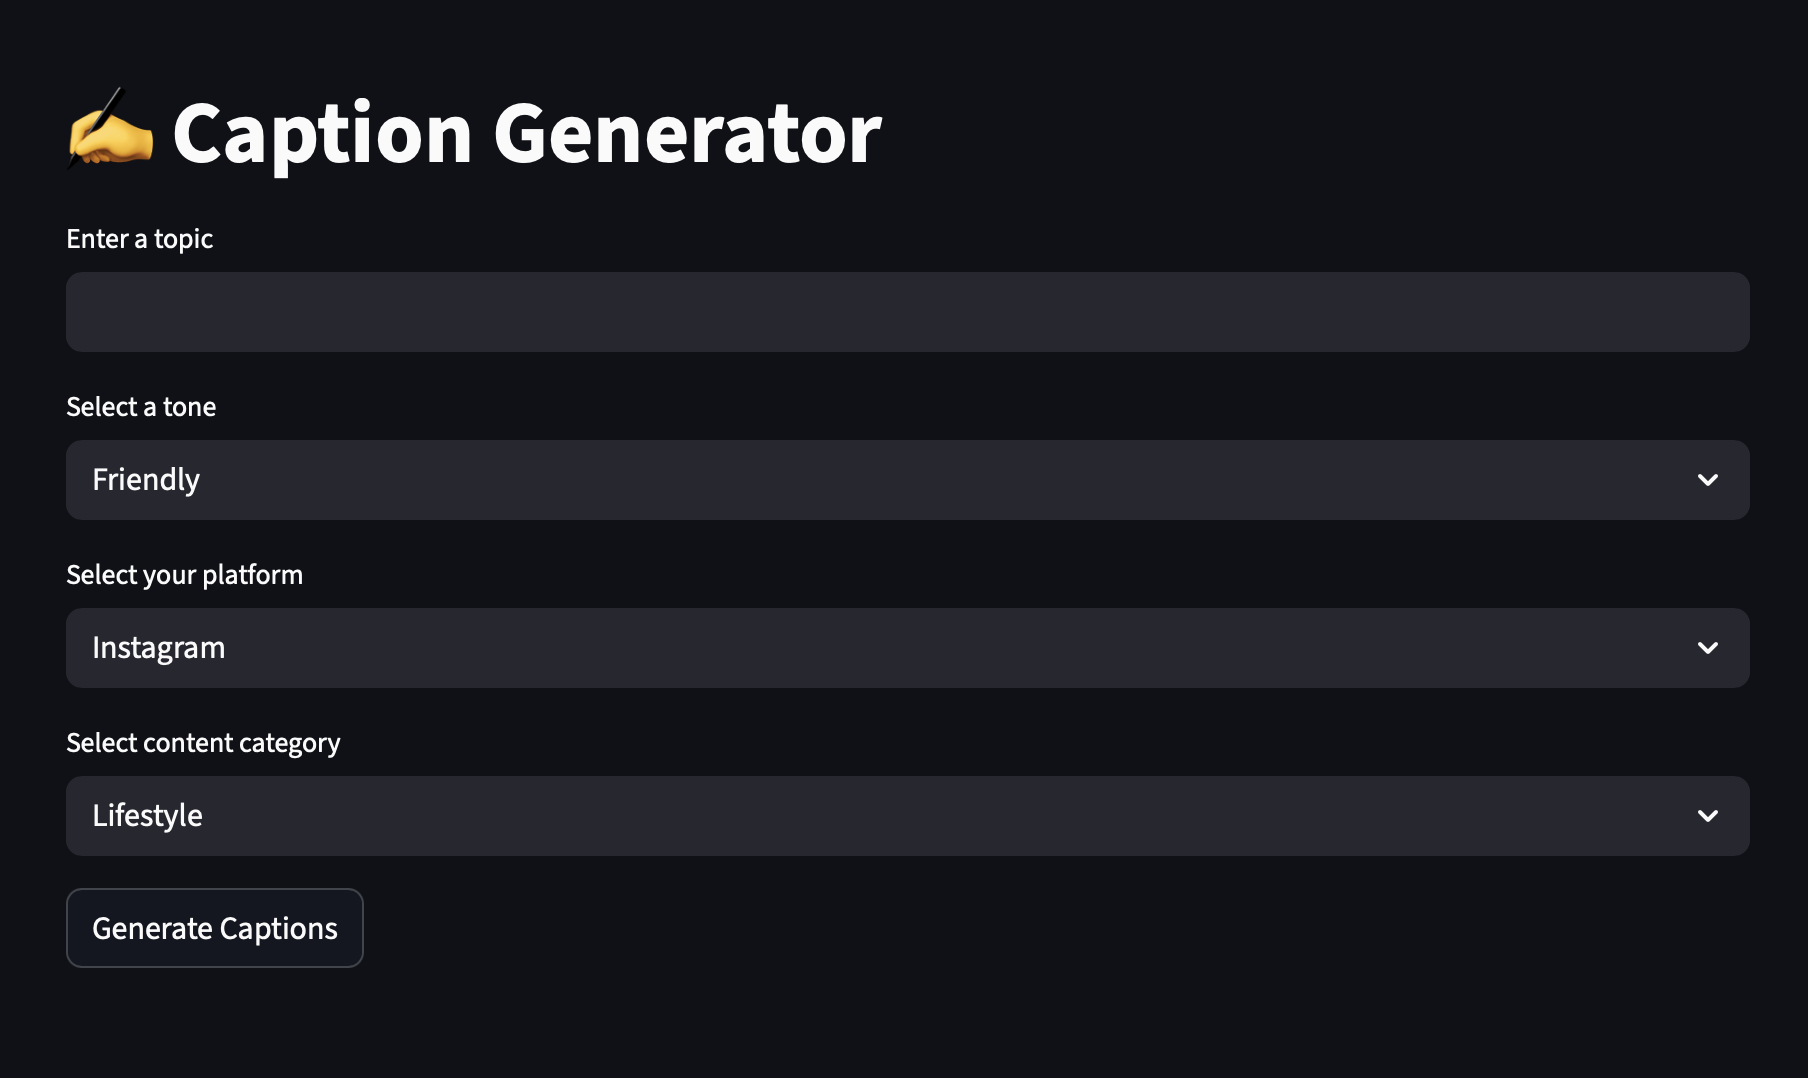 ✍️ Caption Generator
Enter a topic
Select a tone
Friendly
Select your platform
Instagram
Select content category
Lifestyle
Generate Captions